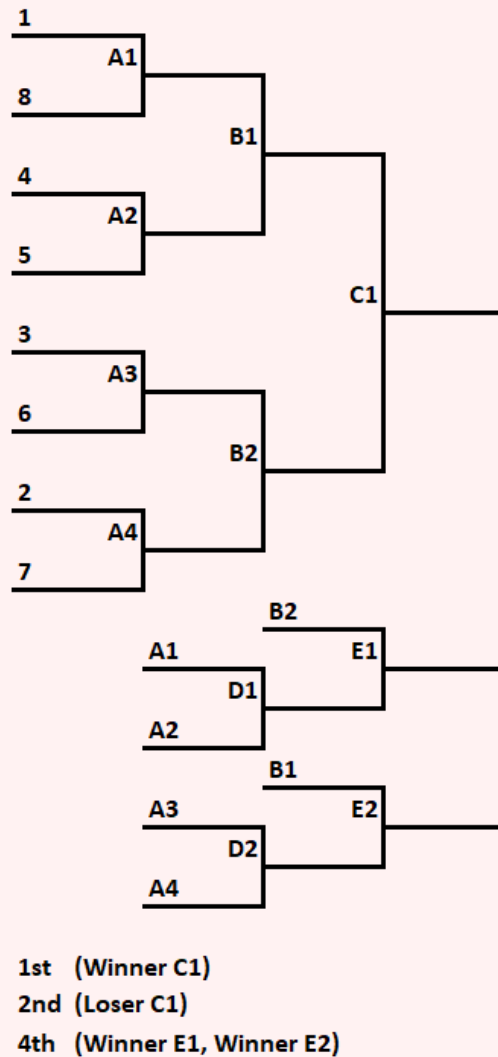 1
A1
8
B1
4
A2
5
C1
3
A3
6
B2
2
A4
7
B2
A1
E1
D1
A2
B1
A3
E2
D2
A4
1st (Winner C1)
2nd (Loser C1)
4th (Winner E1, Winner E2)